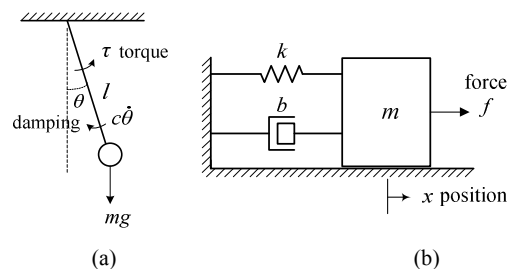 τ torque
θ
l
damping
cθ̇
mg
(a)
k
b
m
force
f
x position
(b)